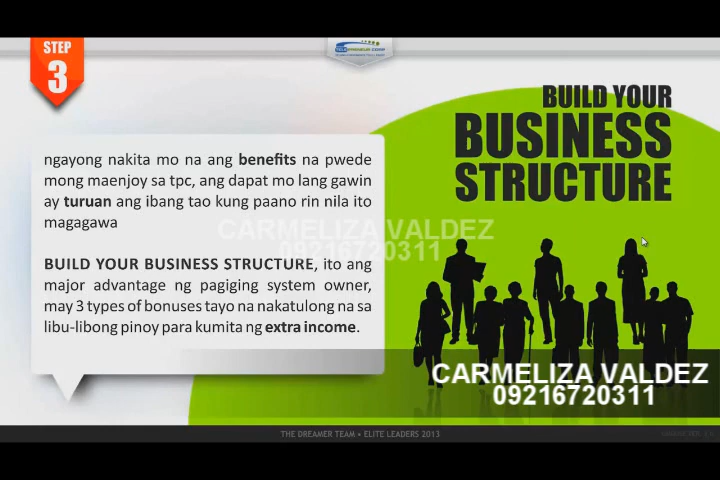 STEP
3
BUILD YOUR
BUSINESS
STRUCTURE
ngayong nakita mo na ang benefits na pwede
mong maenjoy sa tpc, ang dapat mo lang gawin
ay turuan ang ibang tao kung paano rin nila ito
magagawa
BUILD YOUR BUSINESS STRUCTURE, ito ang
major advantage ng pagiging system owner,
may 3 types of bonuses tayo na nakatulong na sa
libu-libong pinoy para kumita ng extra income.
CARMELIZA VALDEZ
09216720311
CARMELIZA VALDEZ
09216720311
THE DREAMER TEAM • ELITE LEADERS 2013